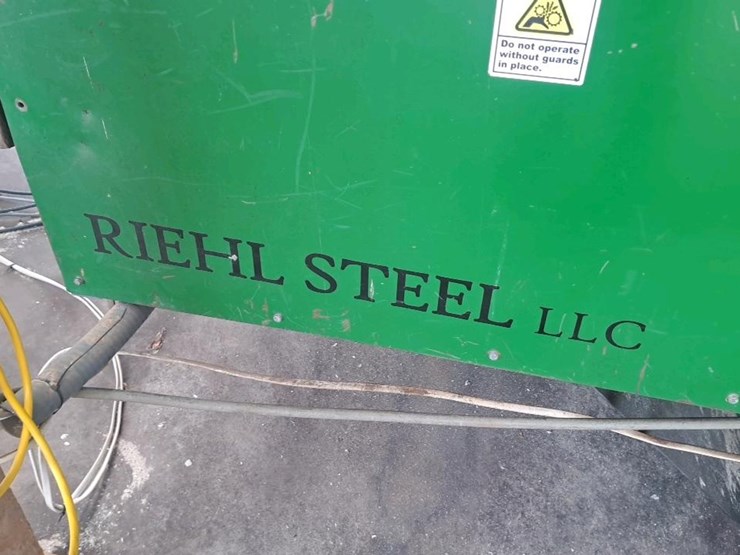 Do not operate
without guards
in place.
RIEHL STEEL LLC